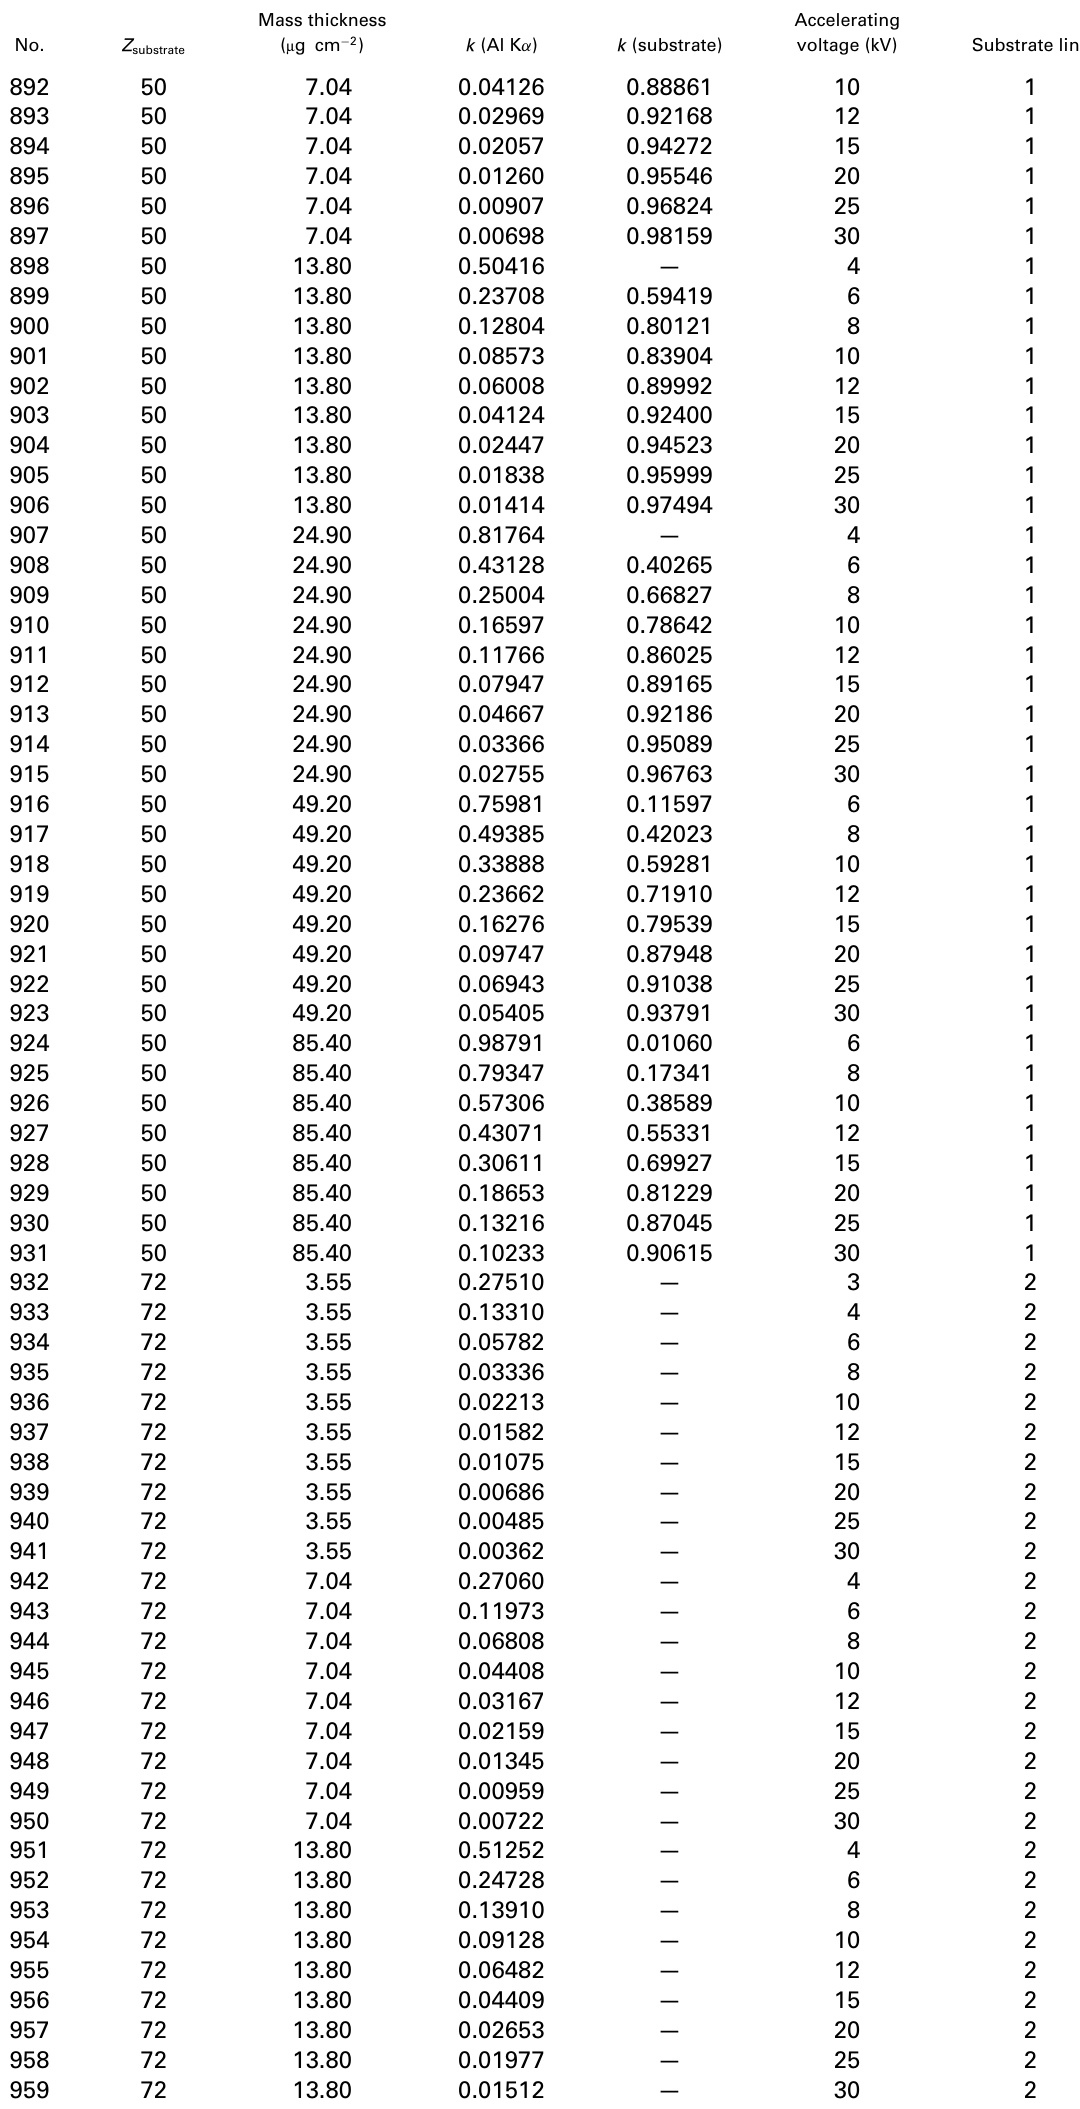 Mass thickness Accelerating
No. Zsubstrate (μg cm−2) k (Al Kα) k (substrate) voltage (kV) Substrate lin
892 50 7.04 0.04126 0.88861 10 1
893 50 7.04 0.02969 0.92168 12 1
894 50 7.04 0.02057 0.94272 15 1
895 50 7.04 0.01260 0.95546 20 1
896 50 7.04 0.00907 0.96824 25 1
897 50 7.04 0.00698 0.98159 30 1
898 50 13.80 0.50416 — 4 1
899 50 13.80 0.23708 0.59419 6 1
900 50 13.80 0.12804 0.80121 8 1
901 50 13.80 0.08573 0.83904 10 1
902 50 13.80 0.06008 0.89992 12 1
903 50 13.80 0.04124 0.92400 15 1
904 50 13.80 0.02447 0.94523 20 1
905 50 13.80 0.01838 0.95999 25 1
906 50 13.80 0.01414 0.97494 30 1
907 50 24.90 0.81764 — 4 1
908 50 24.90 0.43128 0.40265 6 1
909 50 24.90 0.25004 0.66827 8 1
910 50 24.90 0.16597 0.78642 10 1
911 50 24.90 0.11766 0.86025 12 1
912 50 24.90 0.07947 0.89165 15 1
913 50 24.90 0.04667 0.92186 20 1
914 50 24.90 0.03366 0.95089 25 1
915 50 24.90 0.02755 0.96763 30 1
916 50 49.20 0.75981 0.11597 6 1
917 50 49.20 0.49385 0.42023 8 1
918 50 49.20 0.33888 0.59281 10 1
919 50 49.20 0.23662 0.71910 12 1
920 50 49.20 0.16276 0.79539 15 1
921 50 49.20 0.09747 0.87948 20 1
922 50 49.20 0.06943 0.91038 25 1
923 50 49.20 0.05405 0.93791 30 1
924 50 85.40 0.98791 0.01060 6 1
925 50 85.40 0.79347 0.17341 8 1
926 50 85.40 0.57306 0.38589 10 1
927 50 85.40 0.43071 0.55331 12 1
928 50 85.40 0.30611 0.69927 15 1
929 50 85.40 0.18653 0.81229 20 1
930 50 85.40 0.13216 0.87045 25 1
931 50 85.40 0.10233 0.90615 30 1
932 72 3.55 0.27510 — 3 2
933 72 3.55 0.13310 — 4 2
934 72 3.55 0.05782 — 6 2
935 72 3.55 0.03336 — 8 2
936 72 3.55 0.02213 — 10 2
937 72 3.55 0.01582 — 12 2
938 72 3.55 0.01075 — 15 2
939 72 3.55 0.00686 — 20 2
940 72 3.55 0.00485 — 25 2
941 72 3.55 0.00362 — 30 2
942 72 7.04 0.27060 — 4 2
943 72 7.04 0.11973 — 6 2
944 72 7.04 0.06808 — 8 2
945 72 7.04 0.04408 — 10 2
946 72 7.04 0.03167 — 12 2
947 72 7.04 0.02159 — 15 2
948 72 7.04 0.01345 — 20 2
949 72 7.04 0.00959 — 25 2
950 72 7.04 0.00722 — 30 2
951 72 13.80 0.51252 — 4 2
952 72 13.80 0.24728 — 6 2
953 72 13.80 0.13910 — 8 2
954 72 13.80 0.09128 — 10 2
955 72 13.80 0.06482 — 12 2
956 72 13.80 0.04409 — 15 2
957 72 13.80 0.02653 — 20 2
958 72 13.80 0.01977 — 25 2
959 72 13.80 0.01512 — 30 2